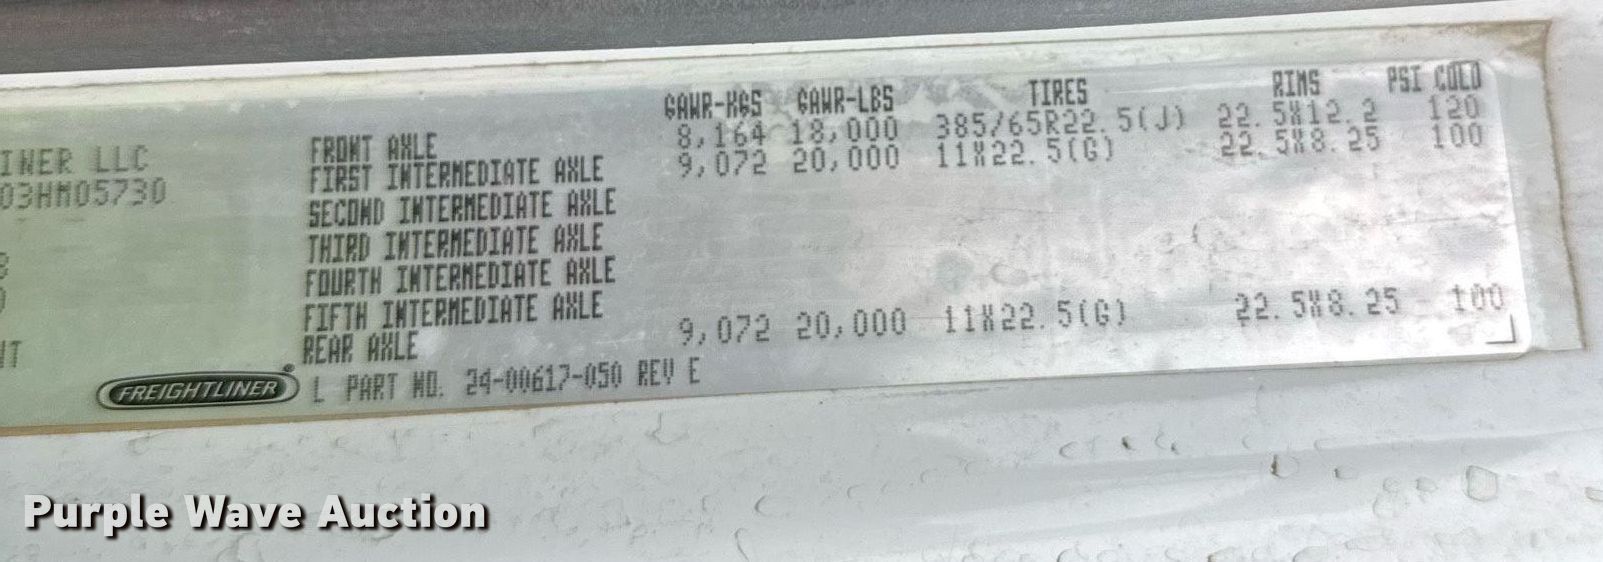 GAWR-KGS GAWR-LBS TIRES RIMS PSI COLD
FRONT AXLE 8,164 18,000 385/65R22.5(J) 22.5X12.2 120
INER LLC FIRST INTERMEDIATE AXLE 9,072 20,000 11X22.5(G) 22.5X8.25 100
03HM05730 SECOND INTERMEDIATE AXLE
THIRD INTERMEDIATE AXLE
FOURTH INTERMEDIATE AXLE
FIFTH INTERMEDIATE AXLE
REAR AXLE 9,072 20,000 11X22.5(G) 22.5X8.25 100
FREIGHTLINER® L PART NO. 24-00617-050 REV E
Purple Wave Auction